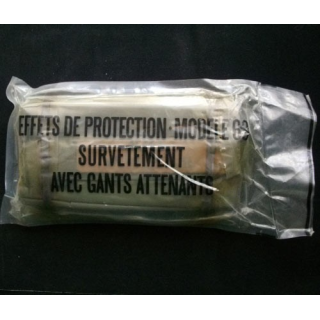 EFFETS DE PROTECTION · MODELE
SURVETEMENT
AVEC GANTS ATTENANTS